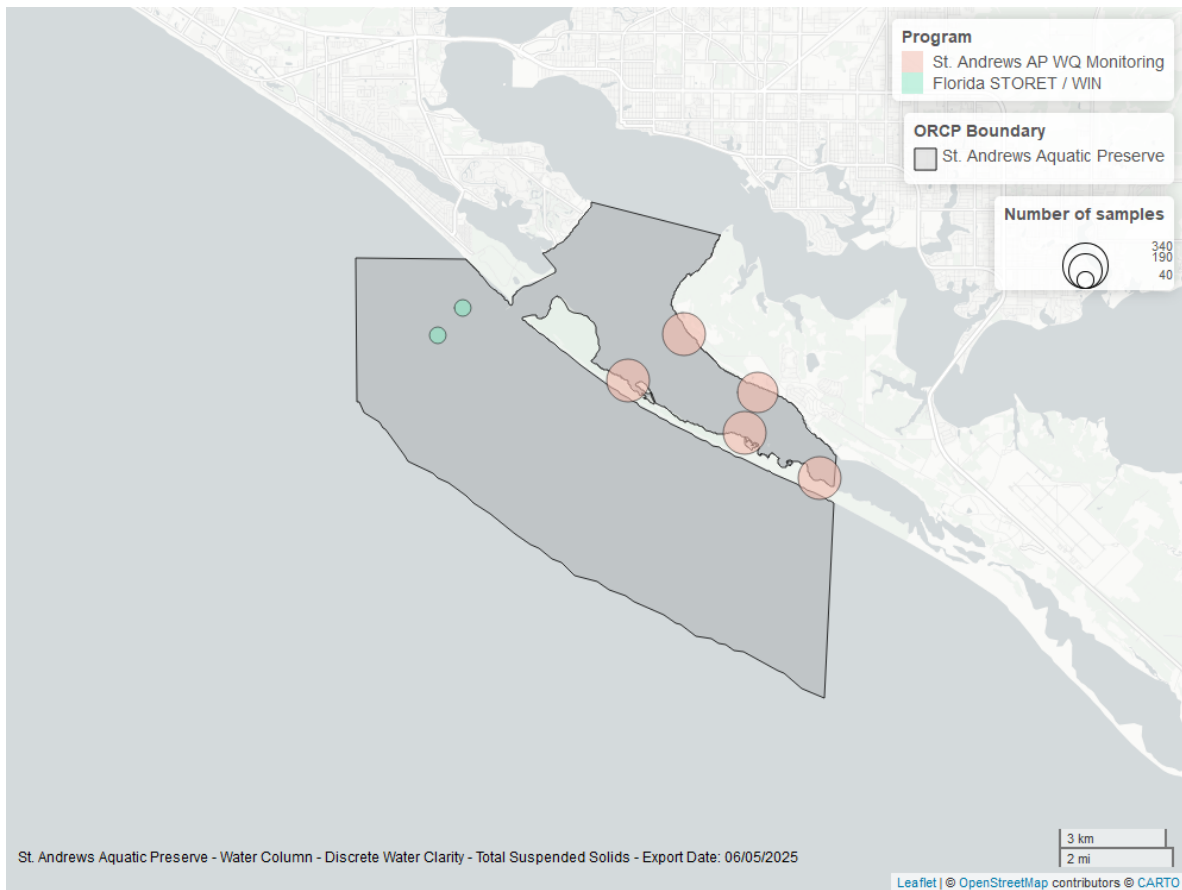 Program
St. Andrews AP WQ Monitoring
Florida STORET / WIN
ORCP Boundary
St. Andrews Aquatic Preserve
Number of samples
340
190
40
3 km
2 mi
St. Andrews Aquatic Preserve - Water Column - Discrete Water Clarity - Total Suspended Solids - Export Date: 06/05/2025
Leaflet | © OpenStreetMap contributors © CARTO